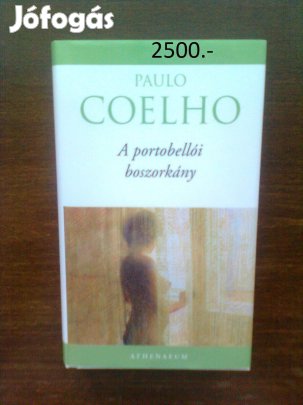 Jófogás
2500.-
PAULO
COELHO
A portobellói
boszorkány
ATHENAEUM